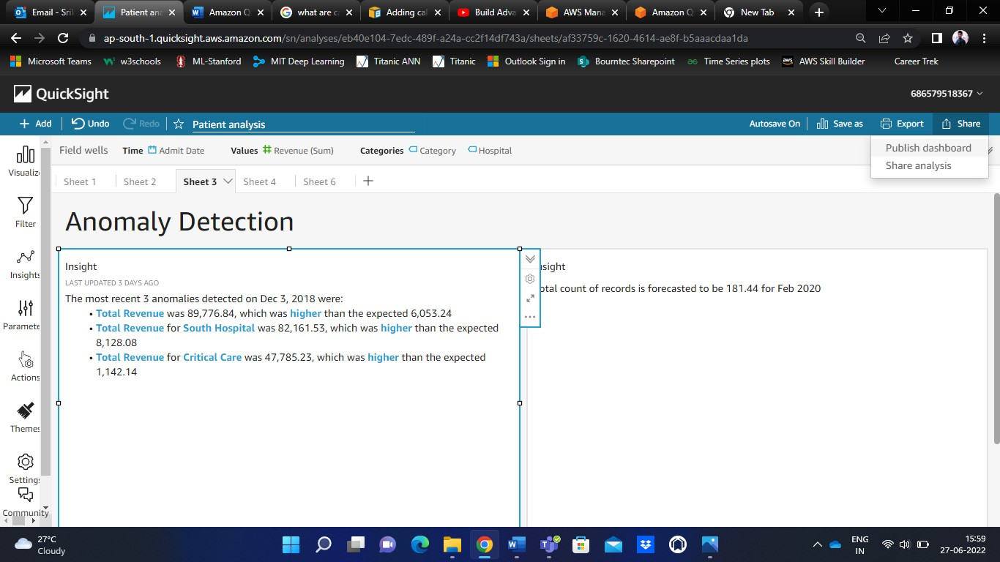 Email - Sri
Patient ana
Amazon Q
what are ca
Adding cal
Build Adva
AWS Mana
Amazon Q
New Tab
ap-south-1.quicksight.aws.amazon.com/sn/analyses/eb40e104-7edc-489f-a24a-cc2f14df743a/sheets/af33759c-1620-4614-ae8f-b5aaacdaa1da
Microsoft Teams w3schools ML-Stanford MIT Deep Learning Titanic ANN Titanic Outlook Sign in Bourntec Sharepoint Time Series plots AWS Skill Builder Career Trek
QuickSight 686579518367
+ Add Undo Redo Patient analysis Autosave On Save as Export Share
Publish dashboard
Share analysis
Field wells Time Admit Date Values # Revenue (Sum) Categories Category Hospital
Sheet 1 Sheet 2 Sheet 3 Sheet 4 Sheet 6 +
Visualiz
Filter
Insights
Paramete
Actions
Themes
Settings
Community
Anomaly Detection
Insight
LAST UPDATED 3 DAYS AGO
The most recent 3 anomalies detected on Dec 3, 2018 were:
• Total Revenue was 89,776.84, which was higher than the expected 6,053.24
• Total Revenue for South Hospital was 82,161.53, which was higher than the expected
8,128.08
• Total Revenue for Critical Care was 47,785.23, which was higher than the expected
1,142.14
sight
otal count of records is forecasted to be 181.44 for Feb 2020
27°C
Cloudy
ENG
IN
15:59
27-06-2022